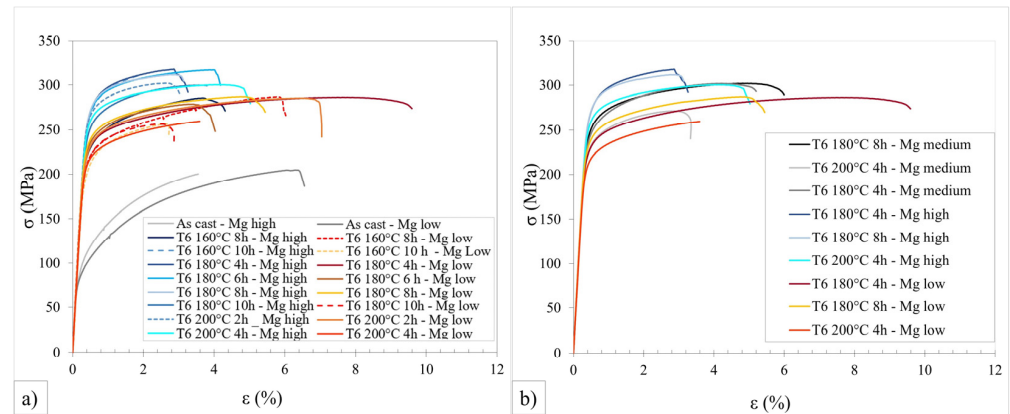 350
300
250
200
150
100
50
0
σ (MPa)
As cast - Mg high
As cast - Mg low
T6 160°C 8h - Mg high
T6 160°C 8h - Mg low
T6 160°C 10h - Mg high
T6 160°C 10 h - Mg Low
T6 180°C 4h - Mg high
T6 180°C 4h - Mg low
T6 180°C 6h - Mg high
T6 180°C 6 h - Mg low
T6 180°C 8h - Mg high
T6 180°C 8h - Mg low
T6 180°C 10h - Mg high
T6 180°C 10h - Mg low
T6 200°C 2h _ Mg high
T6 200°C 2h - Mg low
T6 200°C 4h - Mg high
T6 200°C 4h - Mg low
0 2 4 6 8 10 12
ε (%)
a)
350
300
250
200
150
100
50
0
σ (MPa)
T6 180°C 8h - Mg medium
T6 200°C 4h - Mg medium
T6 180°C 4h - Mg medium
T6 180°C 4h - Mg high
T6 180°C 8h - Mg high
T6 200°C 4h - Mg high
T6 180°C 4h - Mg low
T6 180°C 8h - Mg low
T6 200°C 4h - Mg low
0 2 4 6 8 10 12
ε (%)
b)